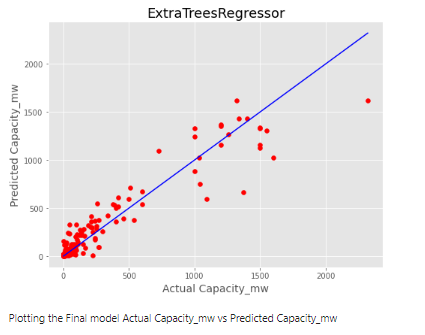 ExtraTreesRegressor
Predicted Capacity_mw
2000
1500
1000
500
0
0 500 1000 1500 2000
Actual Capacity_mw
Plotting the Final model Actual Capacity_mw vs Predicted Capacity_mw